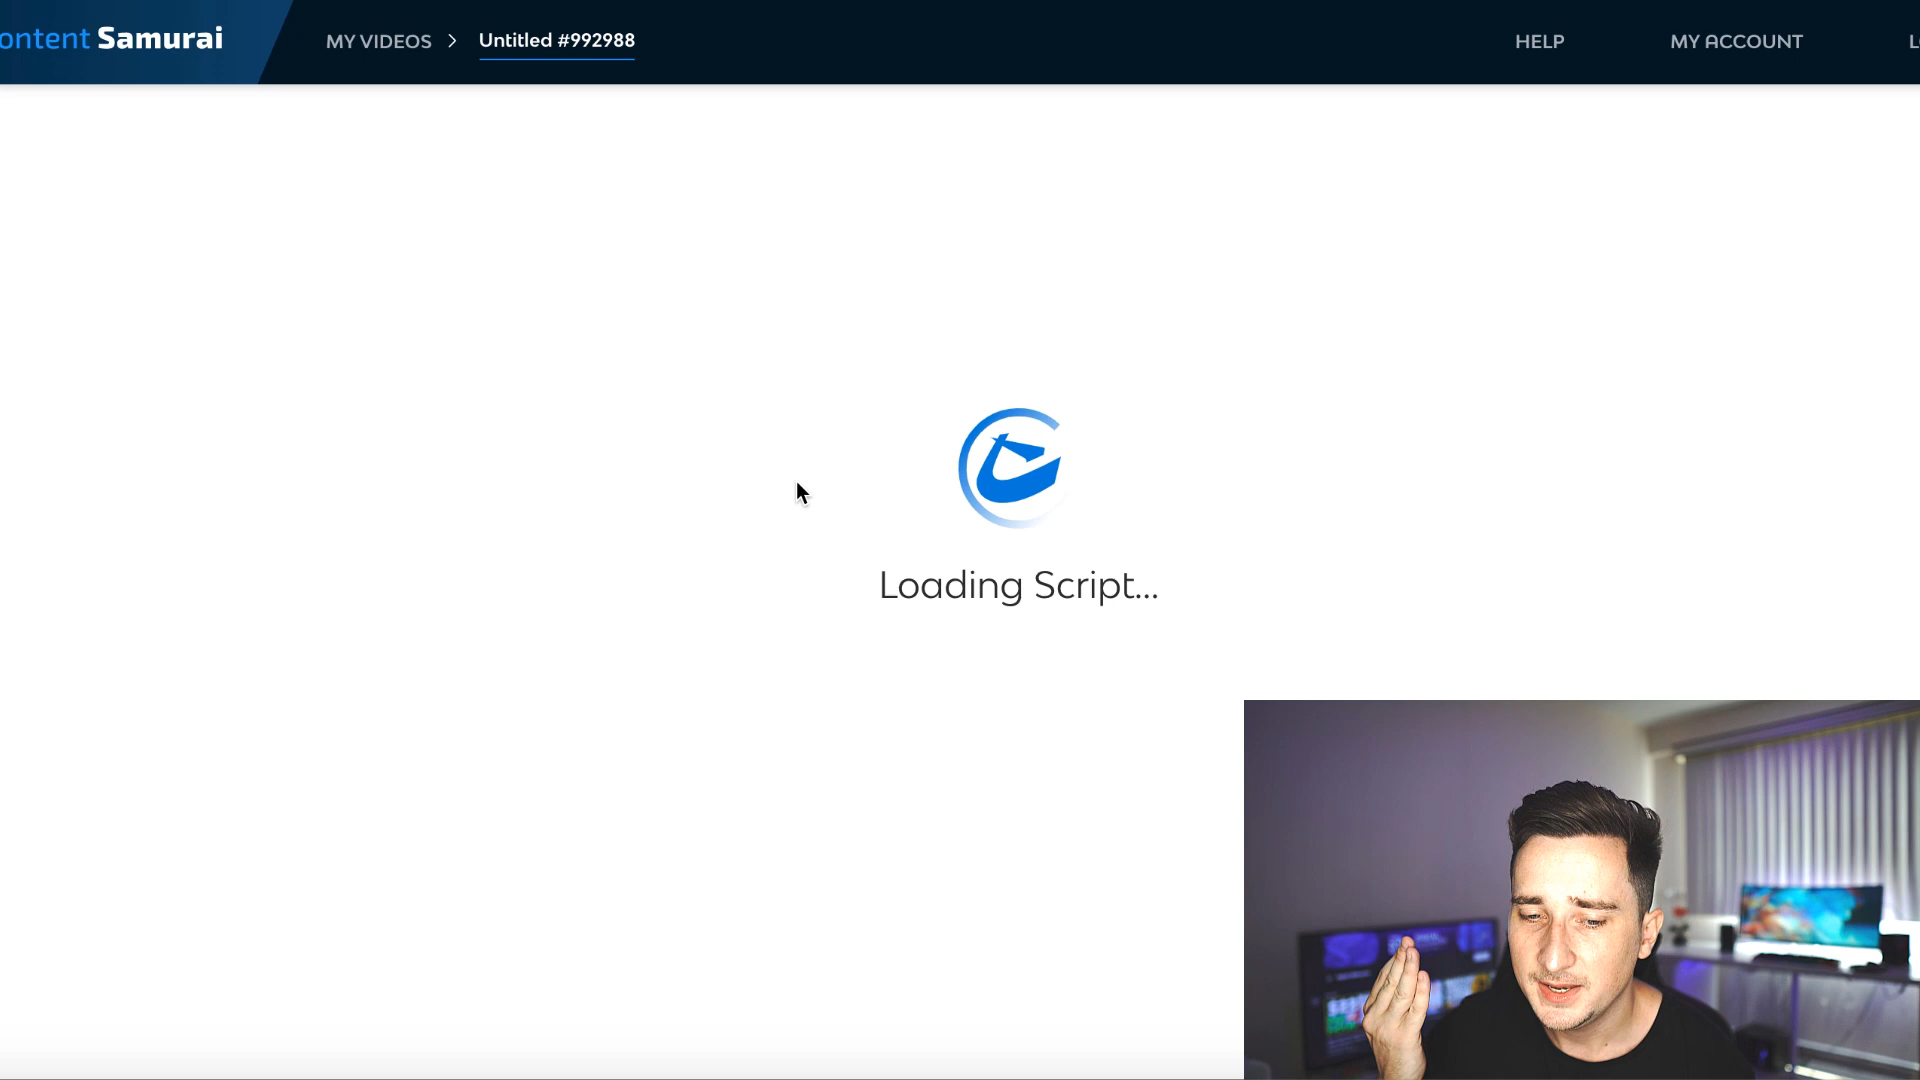 ontent Samurai
MY VIDEOS > Untitled #992988
HELP
MY ACCOUNT
Loading Script...